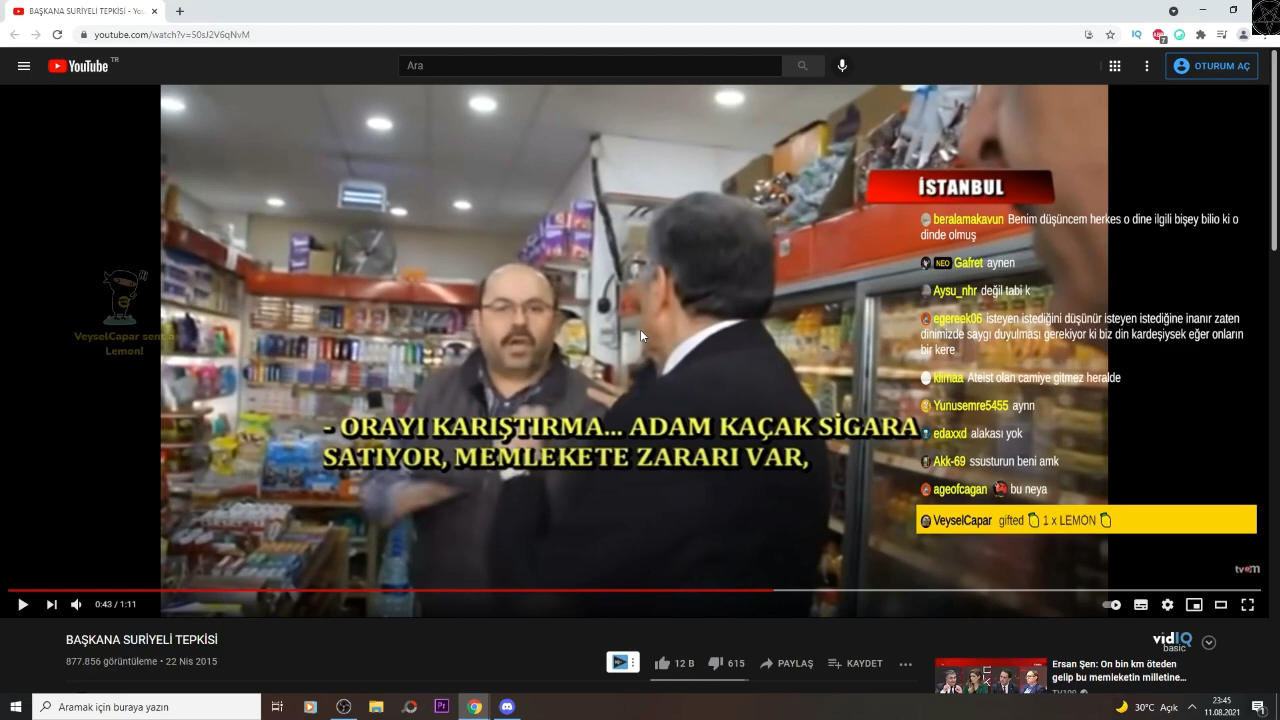 BAŞKANA SURİYELİ TEPKİSİ - You
youtube.com/watch?v=S0sJ2V6qNvM
YouTube TR
Ara
OTURUM AÇ
İSTANBUL
beralamakavun Benim düşüncem herkes o dine ilgili bişey bilio ki o
dinde olmuş
NEO Gafret aynen
Aysu_nhr değil tabi k
egereek06 isteyen istediğini düşünür isteyen istediğine inanır zaten
dinimizde saygı duyulması gerekiyor ki biz din kardeşiysek eğer onların
bir kere
klimaa Ateist olan camiye gitmez heralde
Yunusemre5455 aynn
edaxxd alakası yok
Akk-69 ssusturun beni amk
ageofcagan bu neya
VeyselCapar gifted 1 x LEMON
VeyselCapar sent a
Lemon!
- ORAYI KARIŞTIRMA... ADAM KAÇAK SİGARA
SATIYOR, MEMLEKETE ZARARI VAR,
tvem
0:43 / 1:11
BAŞKANA SURİYELİ TEPKİSİ
877.856 görüntüleme • 22 Nis 2015
12 B
615
PAYLAŞ
KAYDET
vidIQ
basic
Ersan Şen: On bin km öteden
gelip bu memleketin milletine...
TV100
Aramak için buraya yazın
30°C Açık
23:45
11.08.2021